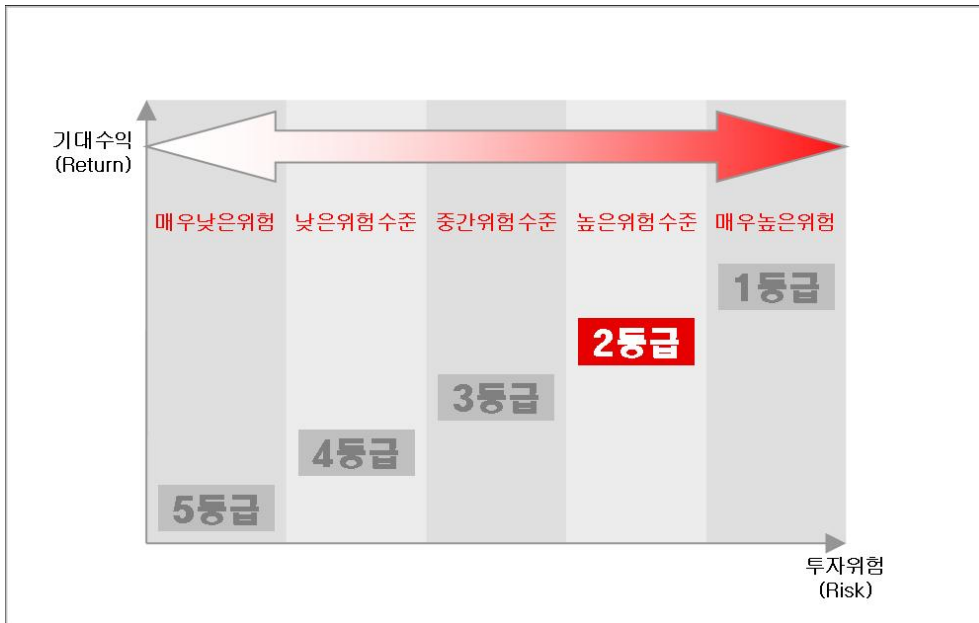 기대수익
(Return)
매우낮은위험 낮은위험수준 중간위험수준 높은위험수준 매우높은위험
1등급
2등급
3등급
4등급
5등급
투자위험
(Risk)